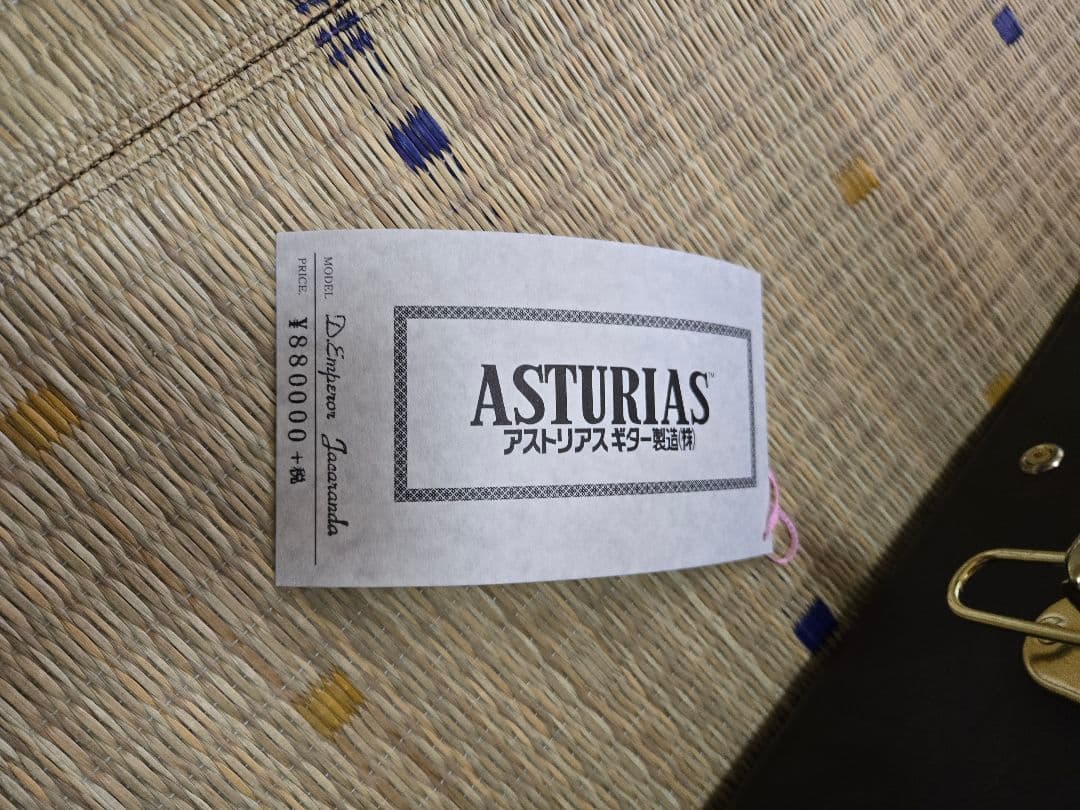 ASTURIAS™
アストリアスギター製造(株)
MODEL. D Emperor Jacaranda
PRICE. ¥880000+税